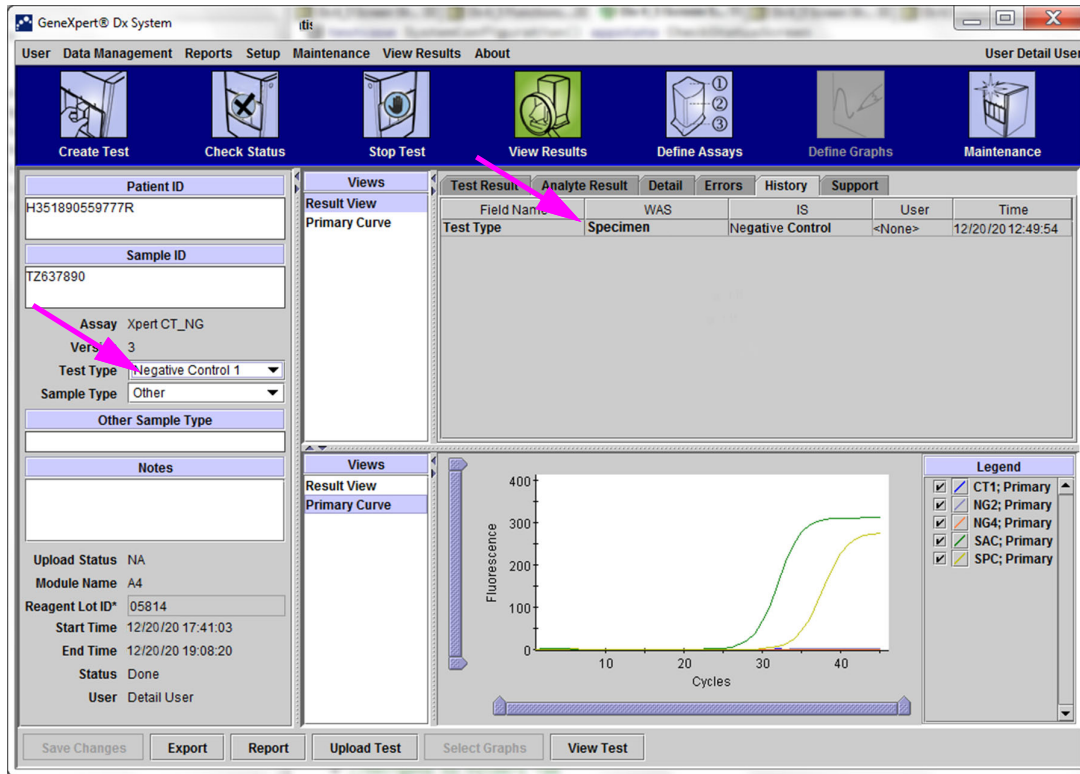 GeneXpert® Dx System
User Data Management Reports Setup Maintenance View Results About User Detail User
Create Test Check Status Stop Test View Results Define Assays Define Graphs Maintenance
① ② ③
Patient ID
H351890559777R
Sample ID
TZ637890
Assay Xpert CT_NG
3
Test Type Negative Control 1
Sample Type Other
Other Sample Type
Notes
Upload Status NA
Module Name A4
Reagent Lot ID* 05814
Start Time 12/20/20 17:41:03
End Time 12/20/20 19:08:20
Status Done
User Detail User
Views
Result View
Primary Curve
Test Result Analyte Result Detail Errors History Support
Field Name WAS IS User Time
Test Type Specimen Negative Control <None> 12/20/20 12:49:54
Views
Result View
Primary Curve
Fluorescence
400
300
200
100
0
10 20 30 40
Cycles
Legend
CT1; Primary
NG2; Primary
NG4; Primary
SAC; Primary
SPC; Primary
Save Changes Export Report Upload Test Select Graphs View Test